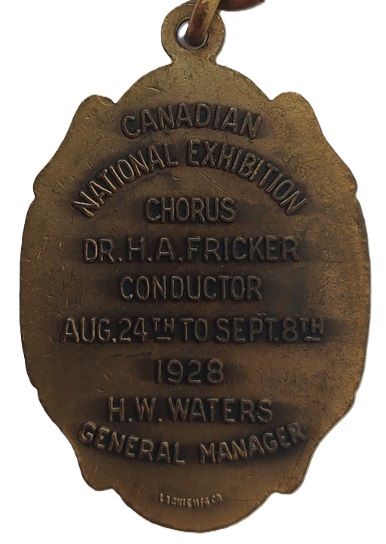 CANADIAN
NATIONAL EXHIBITION
CHORUS
DR. H. A. FRICKER
CONDUCTOR
AUG. 24TH TO SEPT. 8TH
1928
H. W. WATERS
GENERAL MANAGER